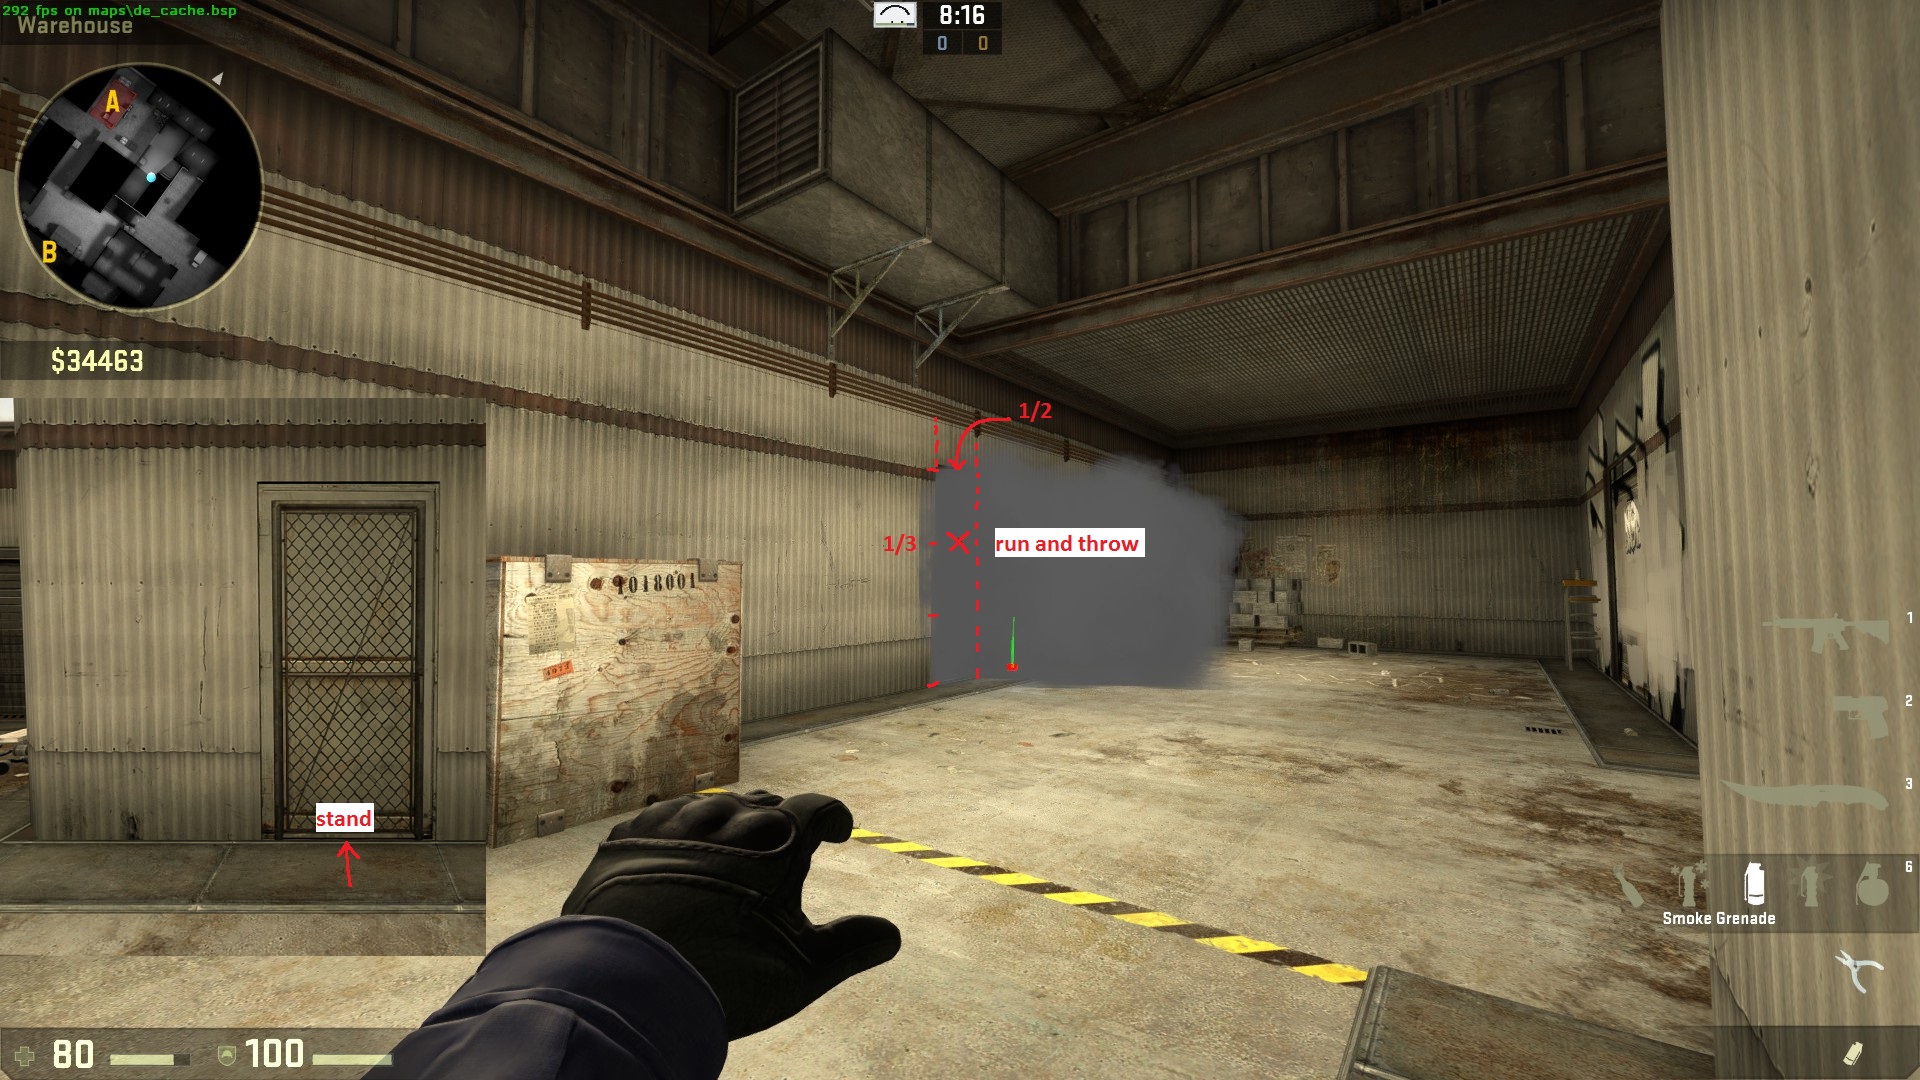 292 fps on maps\de_cache.bsp
Warehouse
8:16
0 0
A
B
$34463
1/2
1/3
run and throw
1018001
4917
stand
1
2
3
6
Smoke Grenade
80
100